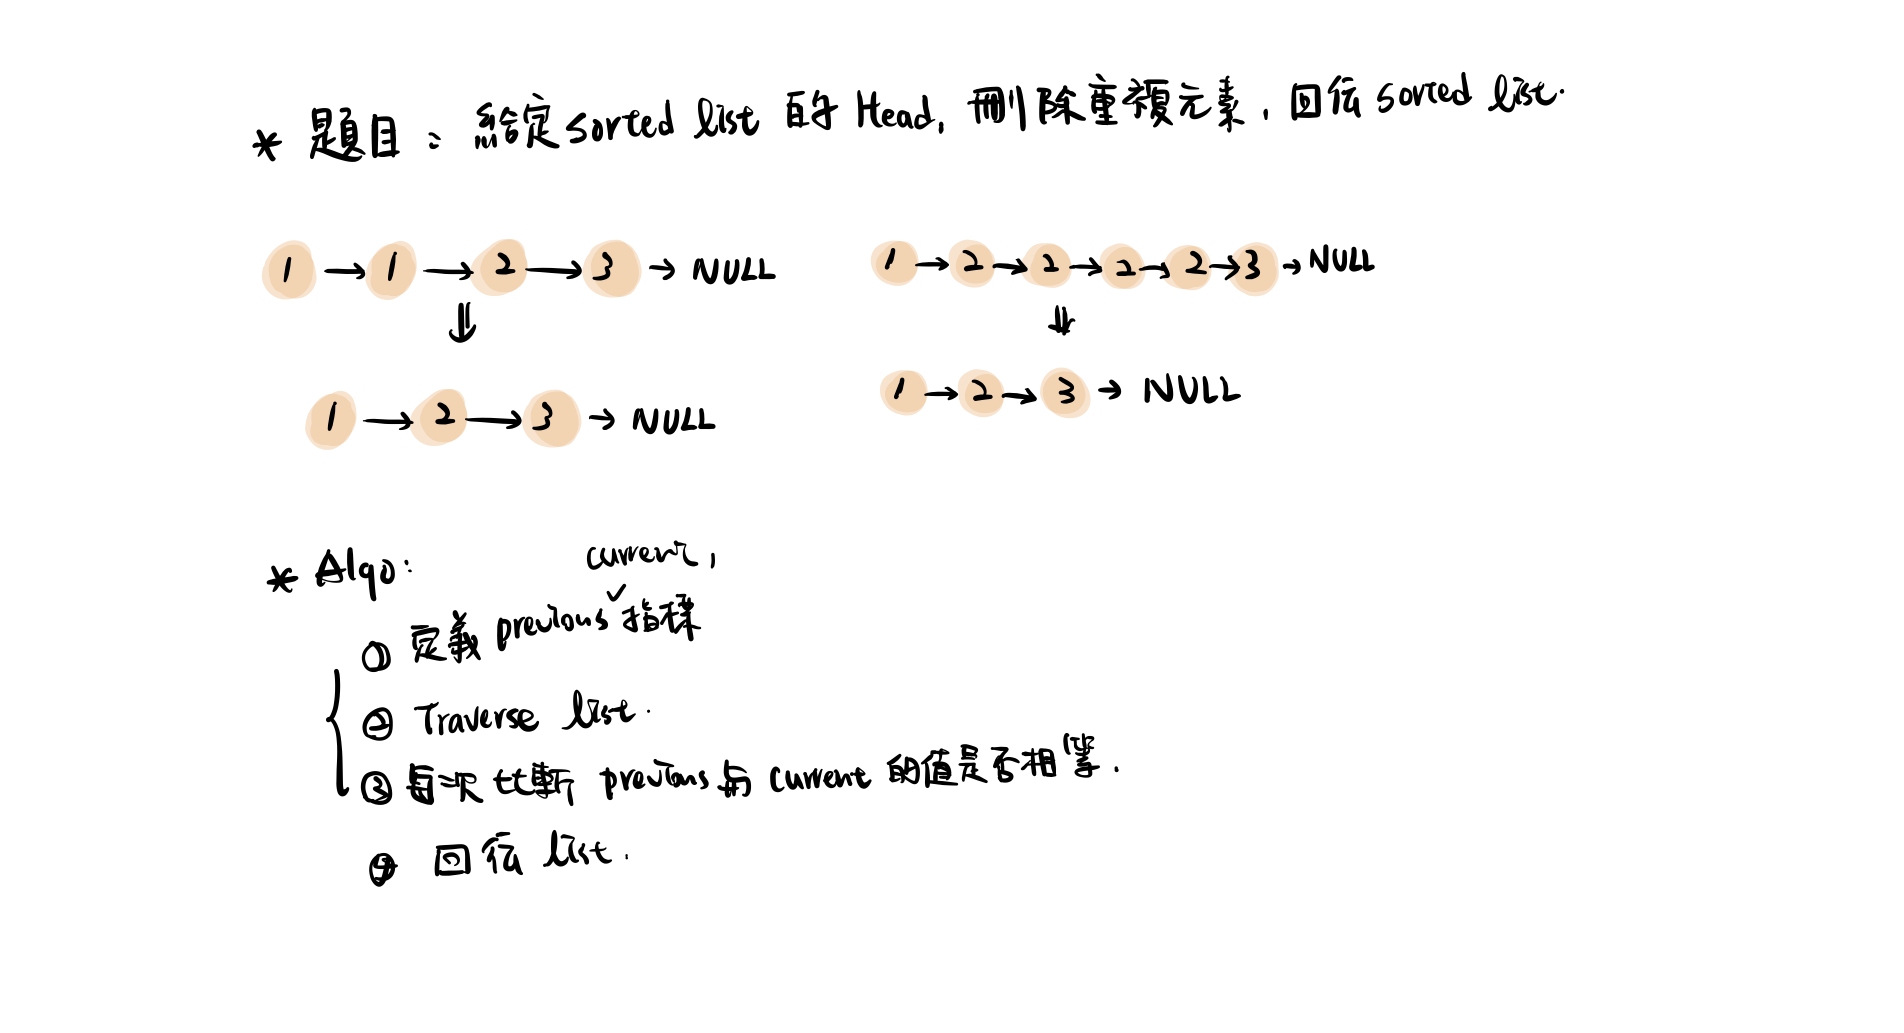 * 題目: 給定 sorted list 的 Head, 刪除重複元素, 回傳 sorted list.
1 → 1 → 2 → 3 → NULL
1 → 2 → 2 → 2 → 2 → 3 → NULL
⇓ ⇓
1 → 2 → 3 → NULL
1 → 2 → 3 → NULL
* Algo:
current,
① 定義 previous ✓ 指標
② Traverse list.
③ 每次比較 previous 與 current 的值是否相等.
④ 回傳 list.